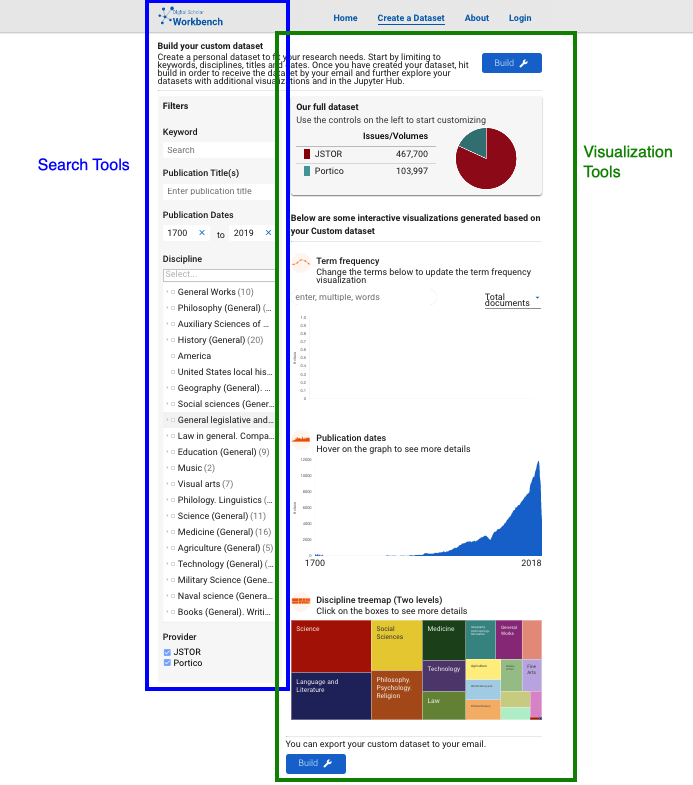 Digital Scholar
Workbench
Home
Create a Dataset
About
Login
Build your custom dataset
Create a personal dataset to fit your research needs. Start by limiting to
keywords, disciplines, titles and dates. Once you have created your dataset, hit
build in order to receive the dataset by your email and further explore your
datasets with additional visualizations and in the Jupyter Hub.
Build
Search Tools
Visualization
Tools
Filters
Keyword
Search
Publication Title(s)
Enter publication title
Publication Dates
1700 × to 2019 ×
Discipline
Select...
General Works (10)
Philosophy (General) (...
Auxiliary Sciences of ...
History (General) (20)
America
United States local his...
Geography (General). ...
Social sciences (Gener...
General legislative and...
Law in general. Compa...
Education (General) (9)
Music (2)
Visual arts (7)
Philology. Linguistics (...
Science (General) (11)
Medicine (General) (16)
Agriculture (General) (5)
Technology (General) (...
Military Science (Gene...
Naval science (Genera...
Books (General). Writi...
Provider
JSTOR
Portico
Our full dataset
Use the controls on the left to start customizing
Issues/Volumes
JSTOR 467,700
Portico 103,997
Below are some interactive visualizations generated based on
your Custom dataset
Term frequency
Change the terms below to update the term frequency
visualization
enter, multiple, words
Total
documents
1.0
0.9
0.8
0.7
0.6
0.5
0.4
0.3
0.2
0.1
0
Publication dates
Hover on the graph to see more details
12000
10000
8000
6000
4000
2000
0
1700
2018
Discipline treemap (Two levels)
Click on the boxes to see more details
Science
Social
Sciences
Medicine
General
Works
Language and
Literature
Philosophy.
Psychology.
Religion
Technology
Law
Agriculture
Fine
Arts
You can export your custom dataset to your email.
Build